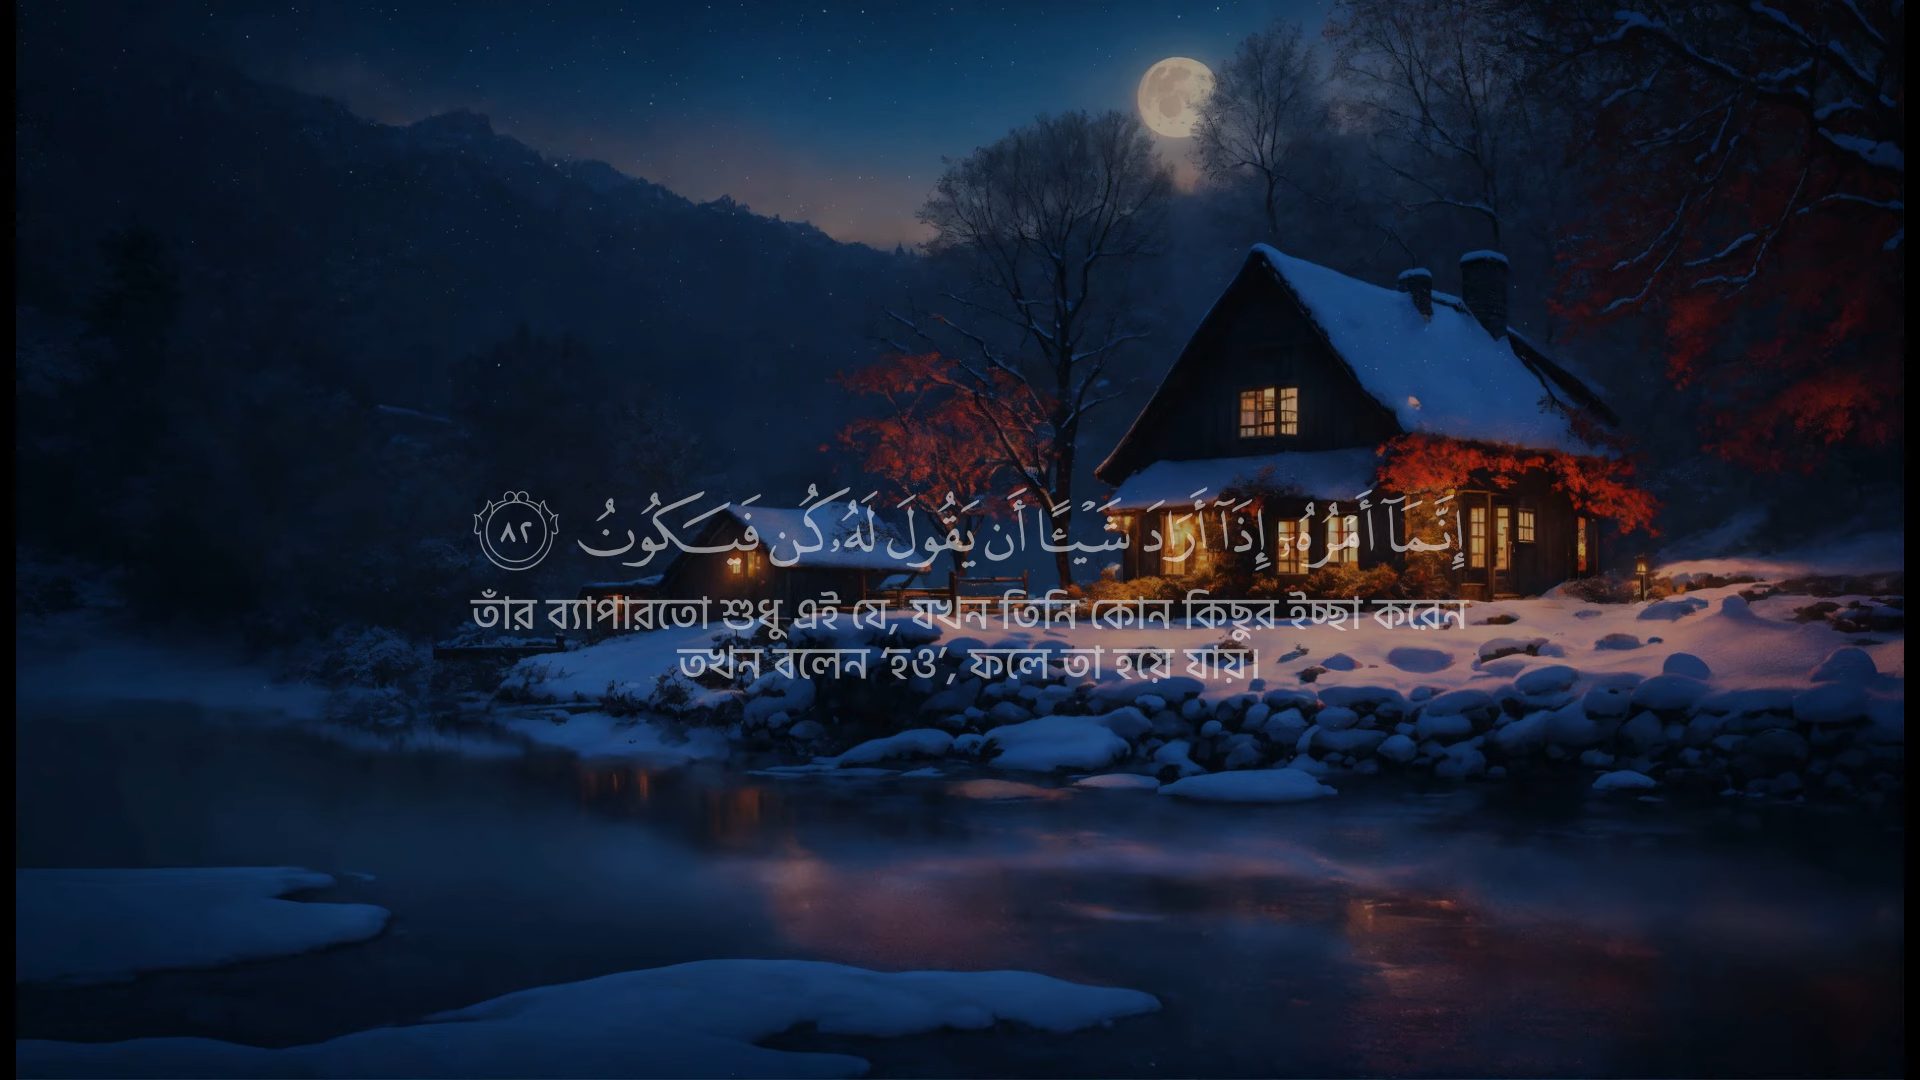 إِنَّمَآ أَمْرُهُۥٓ إِذَآ أَرَادَ شَيْـًٔا أَن يَقُولَ لَهُۥ كُن فَيَكُونُ ٨٢
তাঁর ব্যাপারতো শুধু এই যে, যখন তিনি কোন কিছুর ইচ্ছা করেন
তখন বলেন ‘হও’, ফলে তা হয়ে যায়।